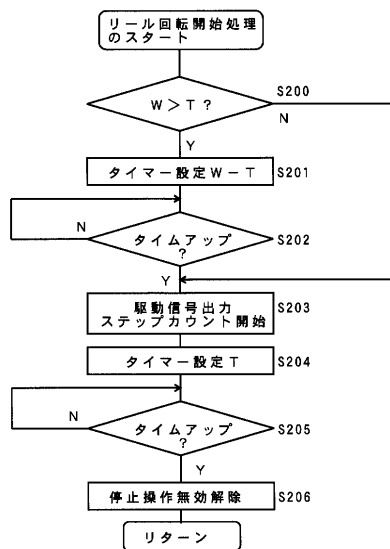 リール回転開始処理
のスタート
S200
W>T?
N
Y
タイマー設定W-T
S201
N
タイムアップ
?
S202
Y
駆動信号出力
ステップカウント開始
S203
タイマー設定T
S204
N
タイムアップ
?
S205
Y
停止操作無効解除
S206
リターン